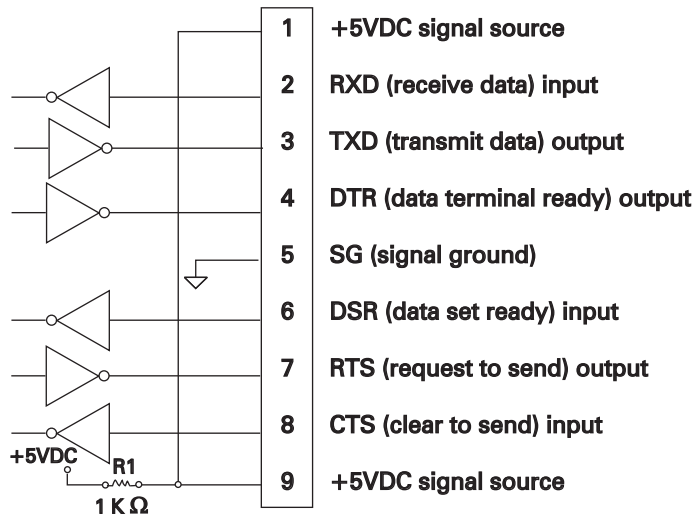 1 +5VDC signal source
2 RXD (receive data) input
3 TXD (transmit data) output
4 DTR (data terminal ready) output
5 SG (signal ground)
6 DSR (data set ready) input
7 RTS (request to send) output
8 CTS (clear to send) input
+5VDC
R1
9 +5VDC signal source
1 K Ω